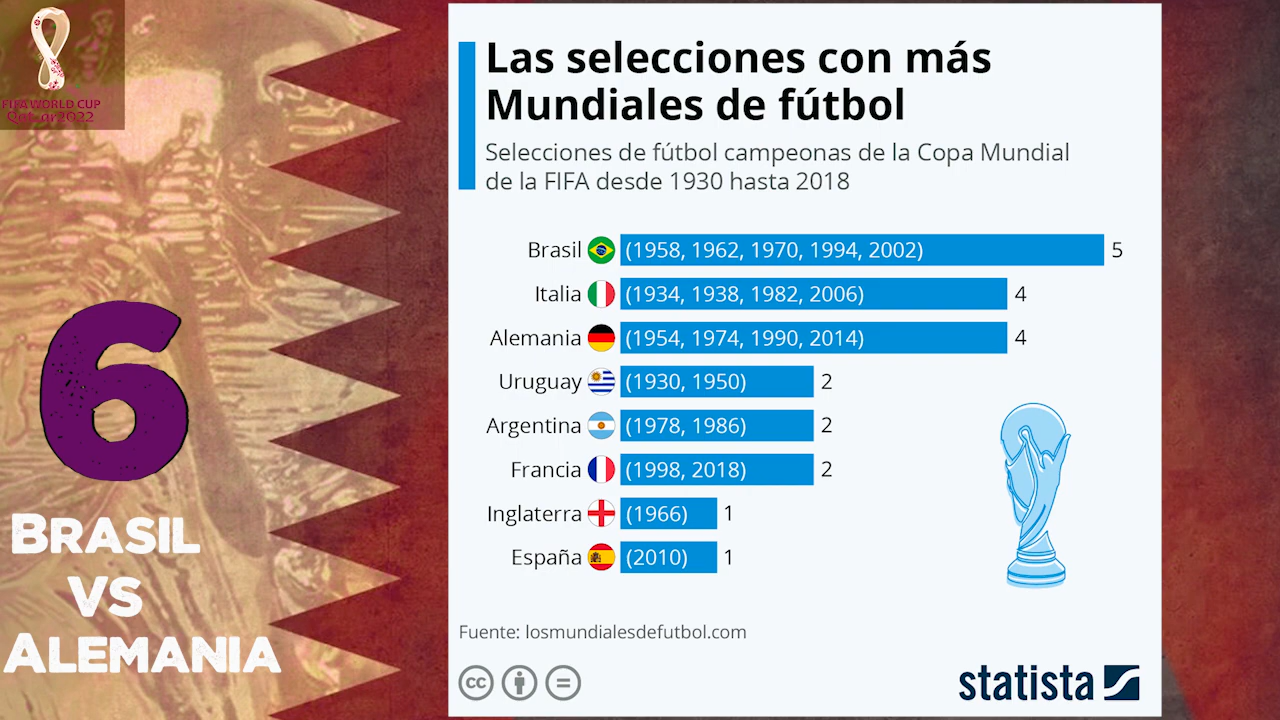 FIFA WORLD CUP
Qatar2022
6
BRASIL
VS
ALEMANIA
Las selecciones con más
Mundiales de fútbol
Selecciones de fútbol campeonas de la Copa Mundial
de la FIFA desde 1930 hasta 2018
Brasil (1958, 1962, 1970, 1994, 2002) 5
Italia (1934, 1938, 1982, 2006) 4
Alemania (1954, 1974, 1990, 2014) 4
Uruguay (1930, 1950) 2
Argentina (1978, 1986) 2
Francia (1998, 2018) 2
Inglaterra (1966) 1
España (2010) 1
Fuente: losmundialesdefutbol.com
cc
statista